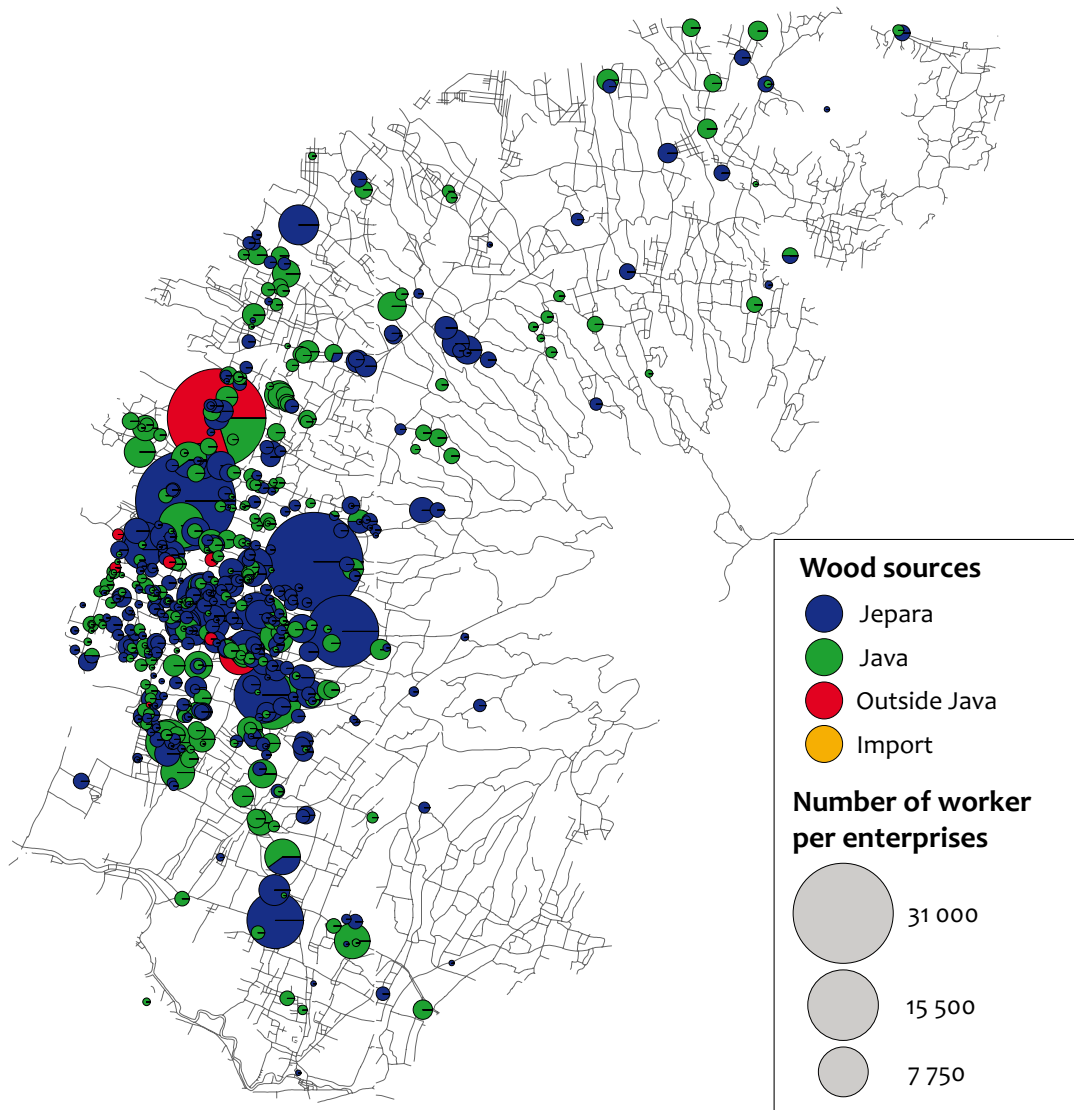 Wood sources
Jepara
Java
Outside Java
Import
Number of worker
per enterprises
31 000
15 500
7 750